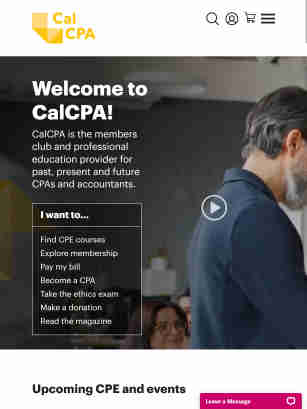 Cal
CPA
Welcome to
CalCPA!
CalCPA is the members
club and professional
education provider for
past, present and future
CPAs and accountants.
I want to...
Find CPE courses
Explore membership
Pay my bill
Become a CPA
Take the ethics exam
Make a donation
Read the magazine
Upcoming CPE and events
Leave a Message